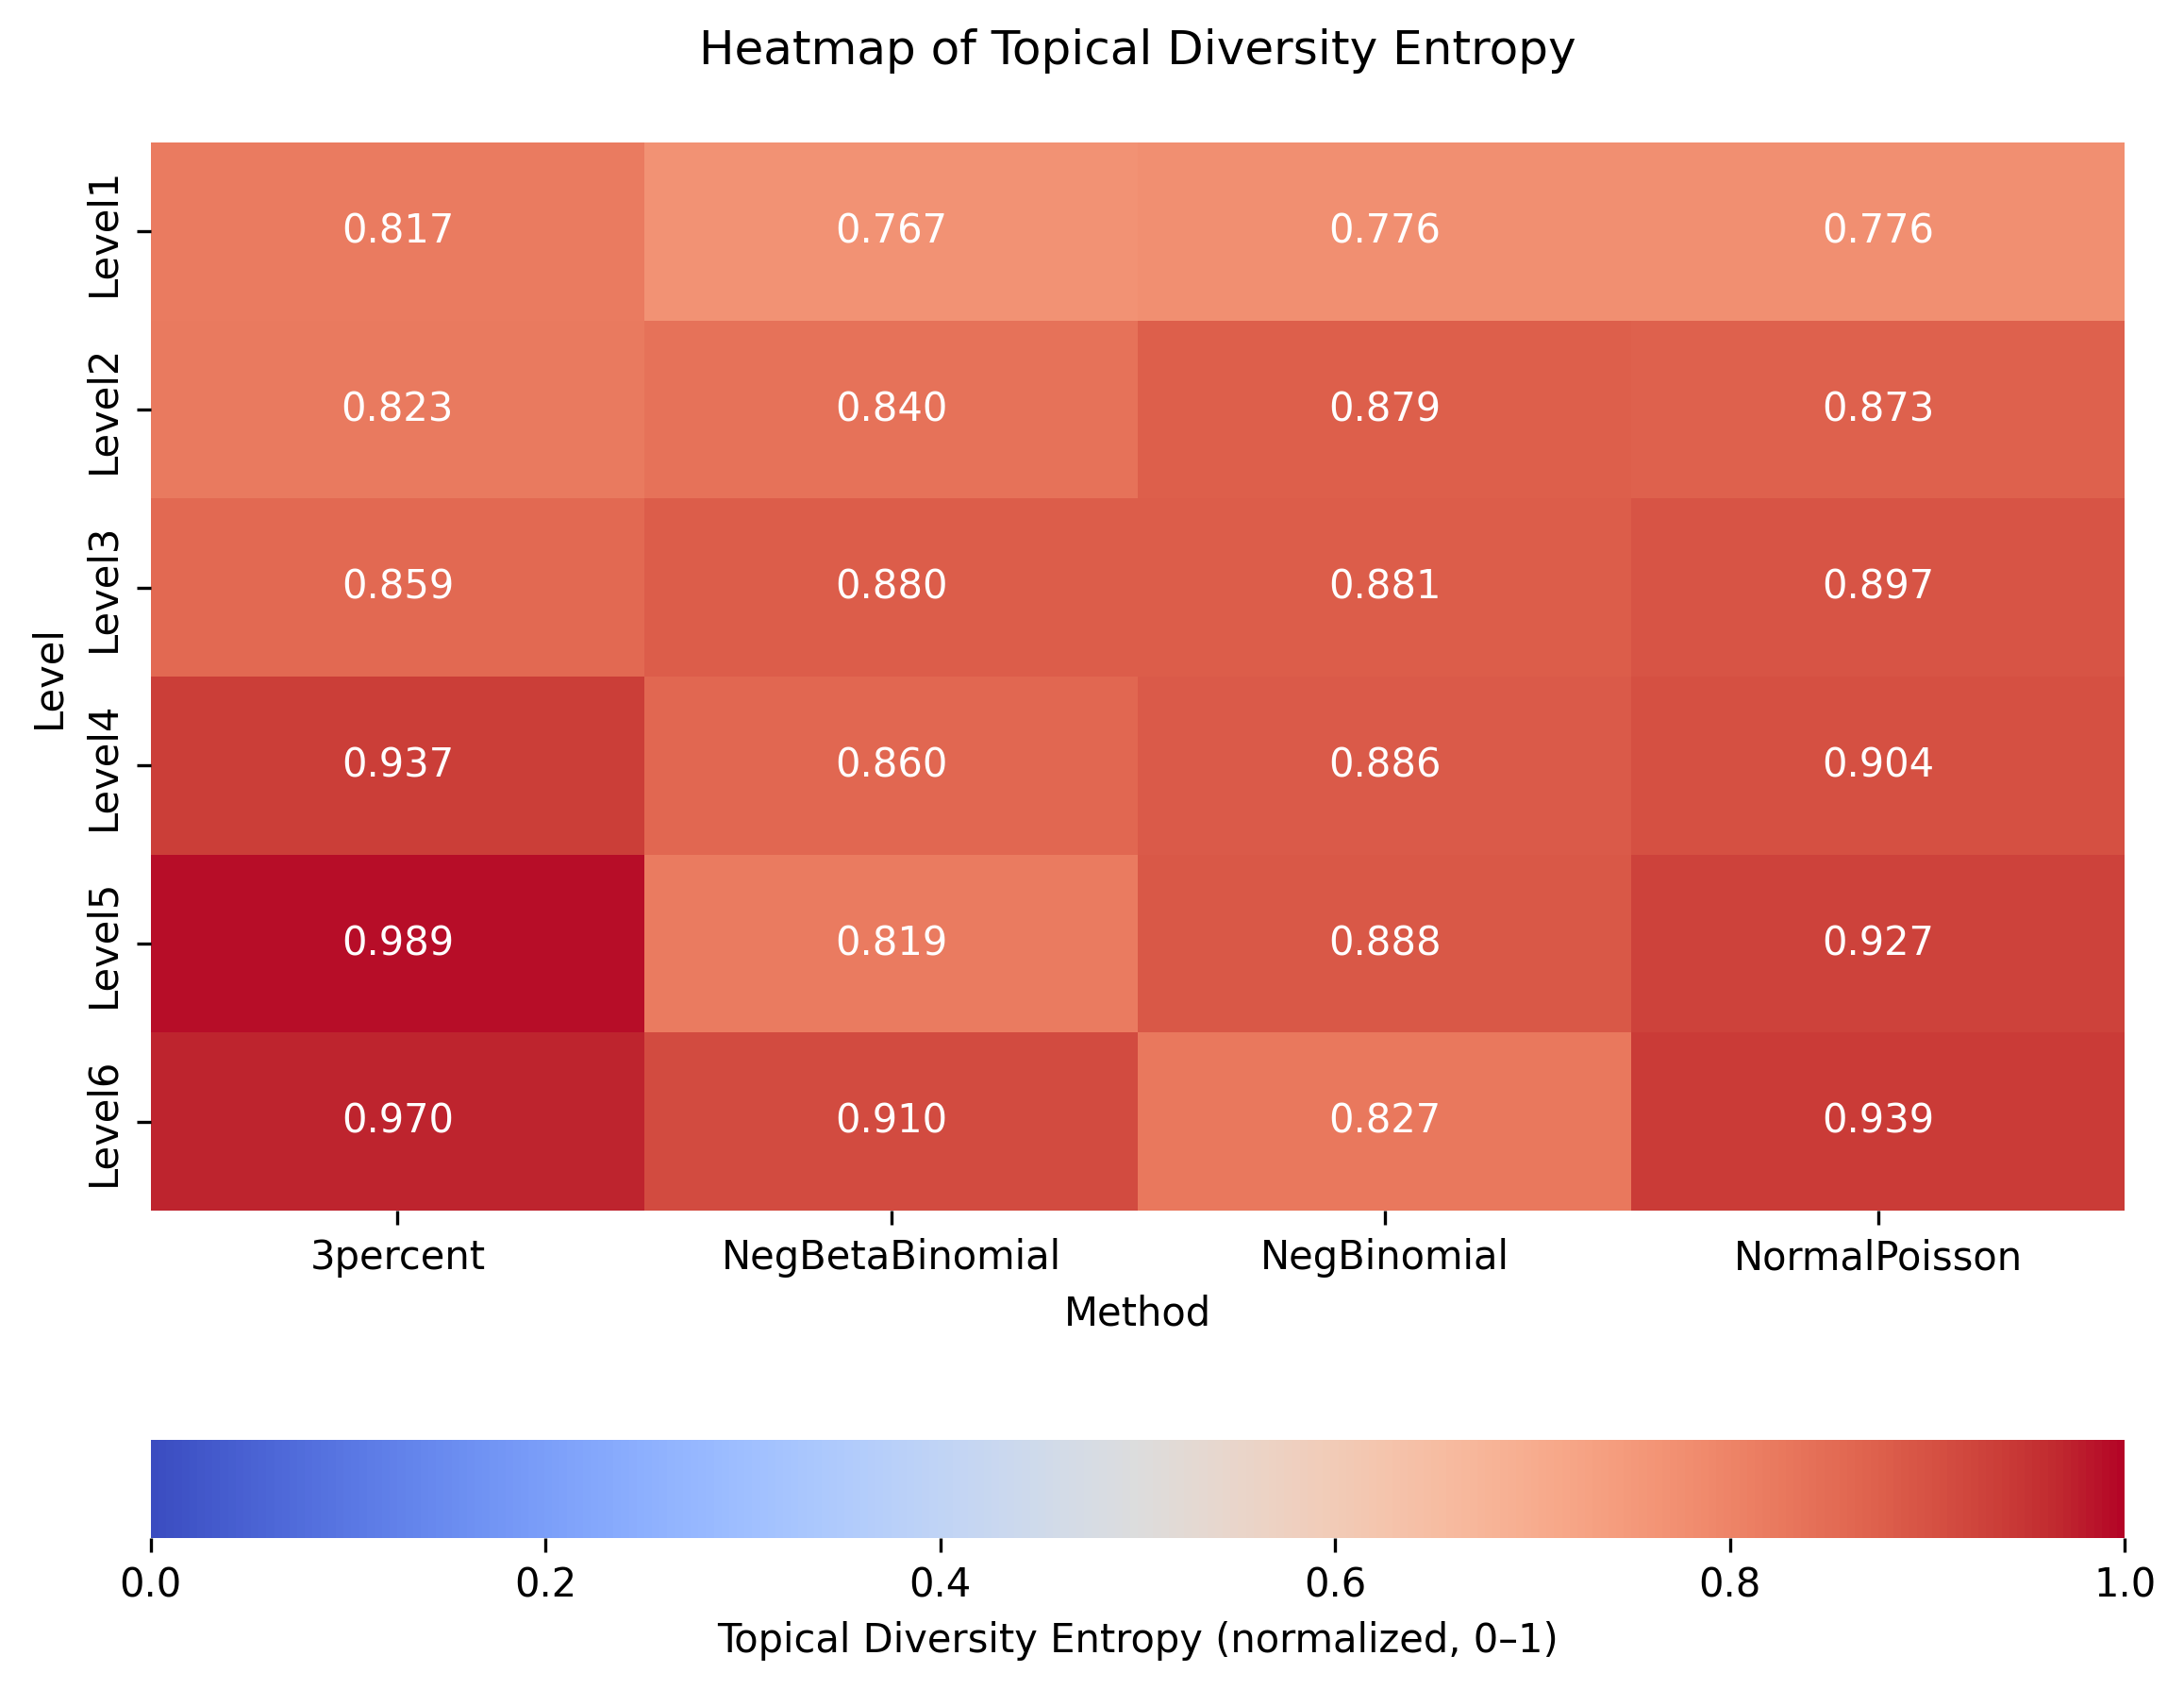 Heatmap of Topical Diversity Entropy
Level
Level1
0.817 0.767 0.776 0.776
Level2
0.823 0.840 0.879 0.873
Level3
0.859 0.880 0.881 0.897
Level4
0.937 0.860 0.886 0.904
Level5
0.989 0.819 0.888 0.927
Level6
0.970 0.910 0.827 0.939
3percent NegBetaBinomial NegBinomial NormalPoisson
Method
0.0 0.2 0.4 0.6 0.8 1.0
Topical Diversity Entropy (normalized, 0–1)